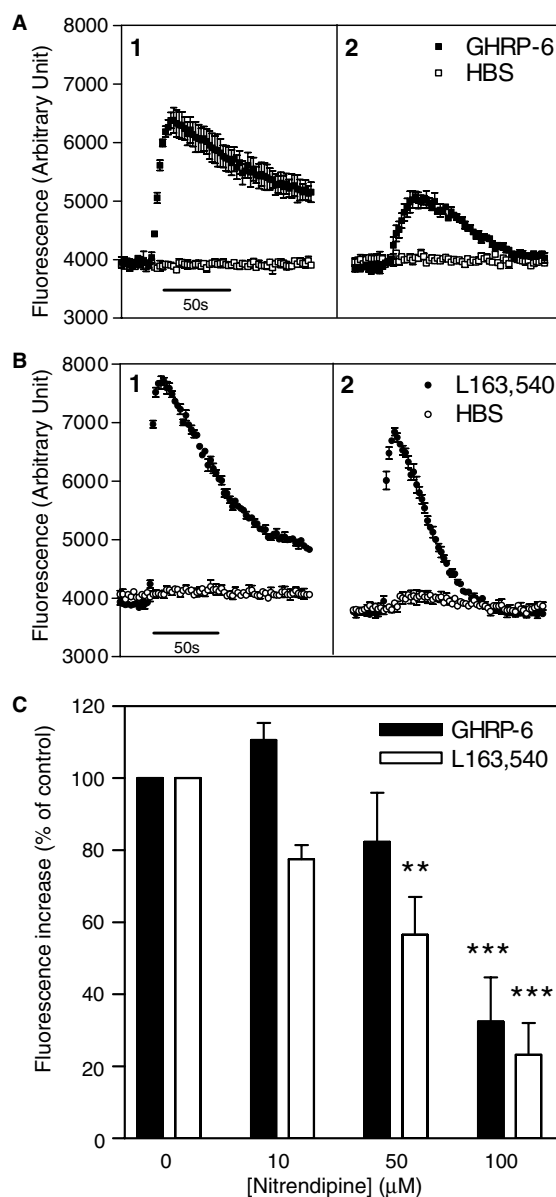 A
8000
7000
6000
5000
4000
3000
Fluorescence (Arbitrary Unit)
1
50s
2
GHRP-6
HBS
B
8000
7000
6000
5000
4000
3000
Fluorescence (Arbitrary Unit)
1
50s
2
L163,540
HBS
C
120
100
80
60
40
20
0
Fluorescence increase (% of control)
GHRP-6
L163,540
**
***
***
0 10 50 100
[Nitrendipine] (μM)